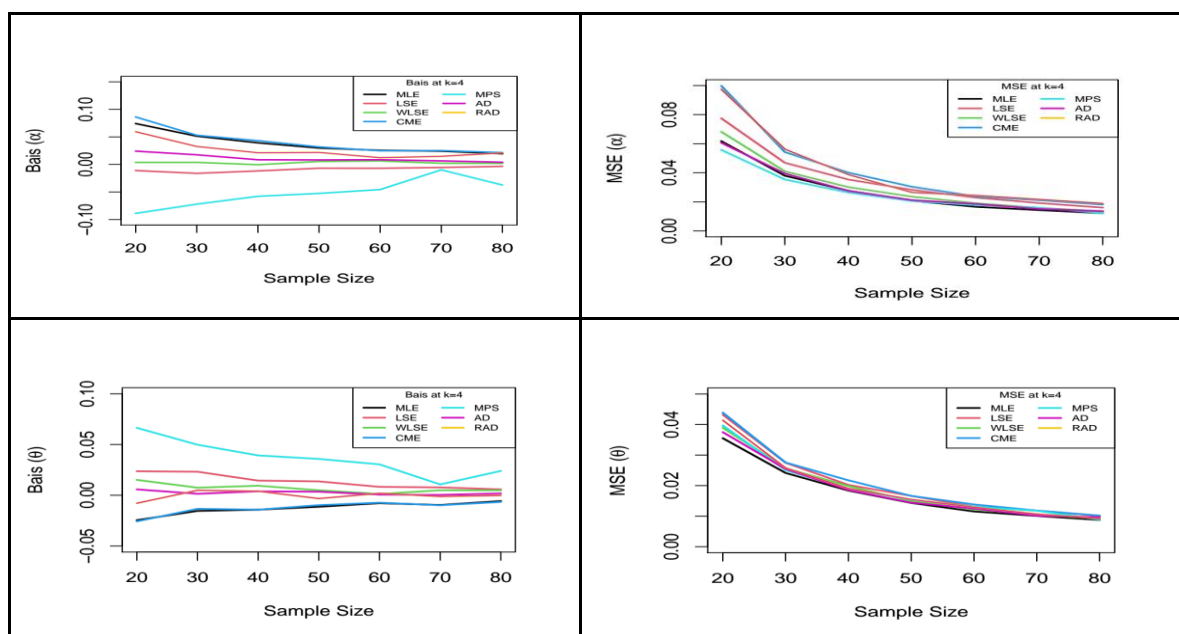 Bais (α)
0.10
0.00
−0.10
Bais at k=4
MLE MPS
LSE AD
WLSE RAD
CME
20 30 40 50 60 70 80
Sample Size
MSE (α)
0.08
0.04
0.00
MSE at k=4
MLE MPS
LSE AD
WLSE RAD
CME
20 30 40 50 60 70 80
Sample Size
Bais (θ)
0.10
0.05
0.00
−0.05
Bais at k=4
MLE MPS
LSE AD
WLSE RAD
CME
20 30 40 50 60 70 80
Sample Size
MSE (θ)
0.04
0.02
0.00
MSE at k=4
MLE MPS
LSE AD
WLSE RAD
CME
20 30 40 50 60 70 80
Sample Size